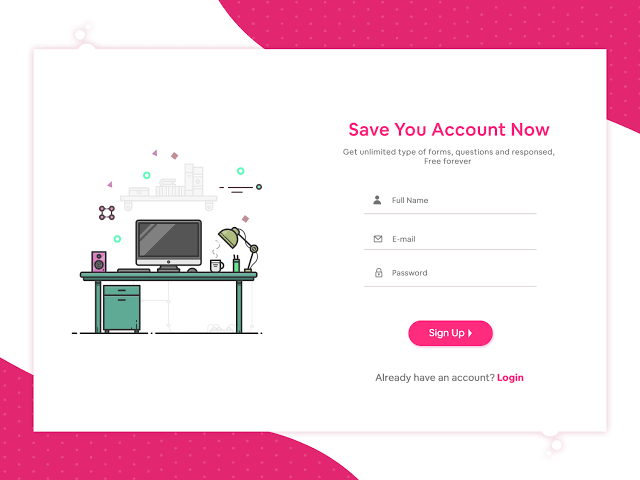 Save You Account Now
Get unlimited type of forms, questions and responsed,
Free forever
Full Name
E-mail
Password
Sign Up
Already have an account? Login